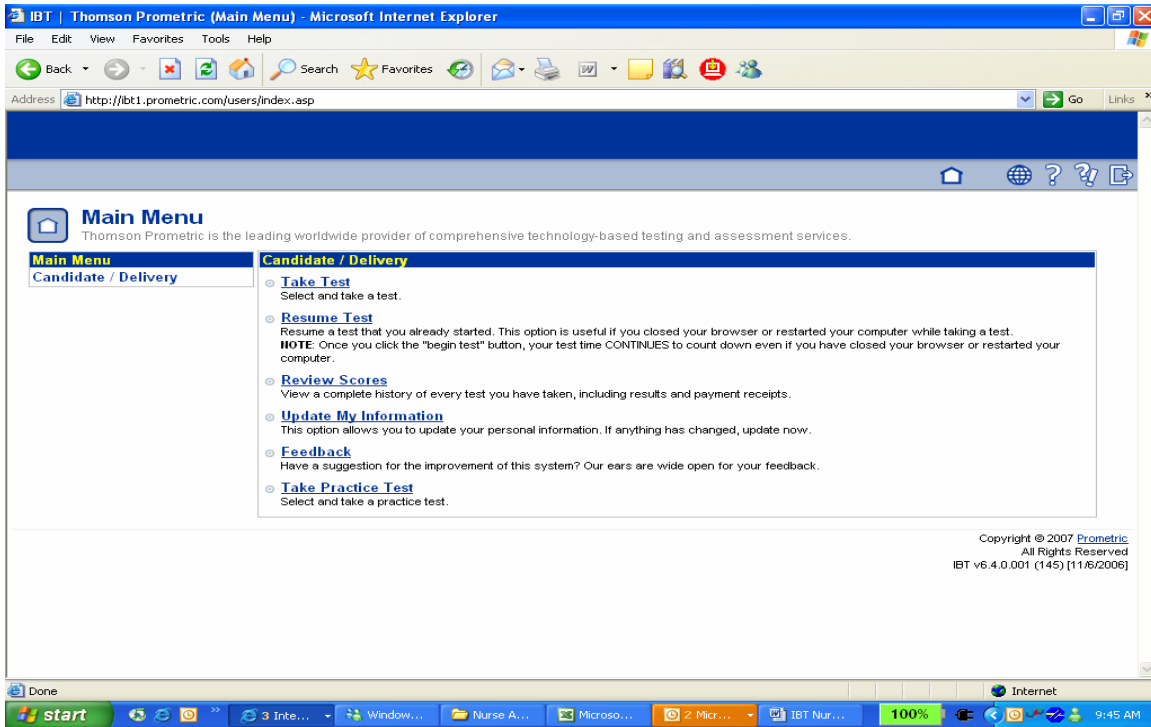 IBT | Thomson Prometric (Main Menu) - Microsoft Internet Explorer
File Edit View Favorites Tools Help
Back Search Favorites
Address http://ibt1.prometric.com/users/index.asp Go Links »
Main Menu
Thomson Prometric is the leading worldwide provider of comprehensive technology-based testing and assessment services.
Main Menu
Candidate / Delivery
Candidate / Delivery
Take Test
Select and take a test.
Resume Test
Resume a test that you already started. This option is useful if you closed your browser or restarted your computer while taking a test.
NOTE: Once you click the "begin test" button, your test time CONTINUES to count down even if you have closed your browser or restarted your
computer.
Review Scores
View a complete history of every test you have taken, including results and payment receipts.
Update My Information
This option allows you to update your personal information. If anything has changed, update now.
Feedback
Have a suggestion for the improvement of this system? Our ears are wide open for your feedback.
Take Practice Test
Select and take a practice test.
Copyright © 2007 Prometric
All Rights Reserved
IBT v6.4.0.001 (145) [11/6/2006]
Done Internet
start » 3 Inte... Window... Nurse A... Microso... 2 Micr... IBT Nur... 100% 9:45 AM